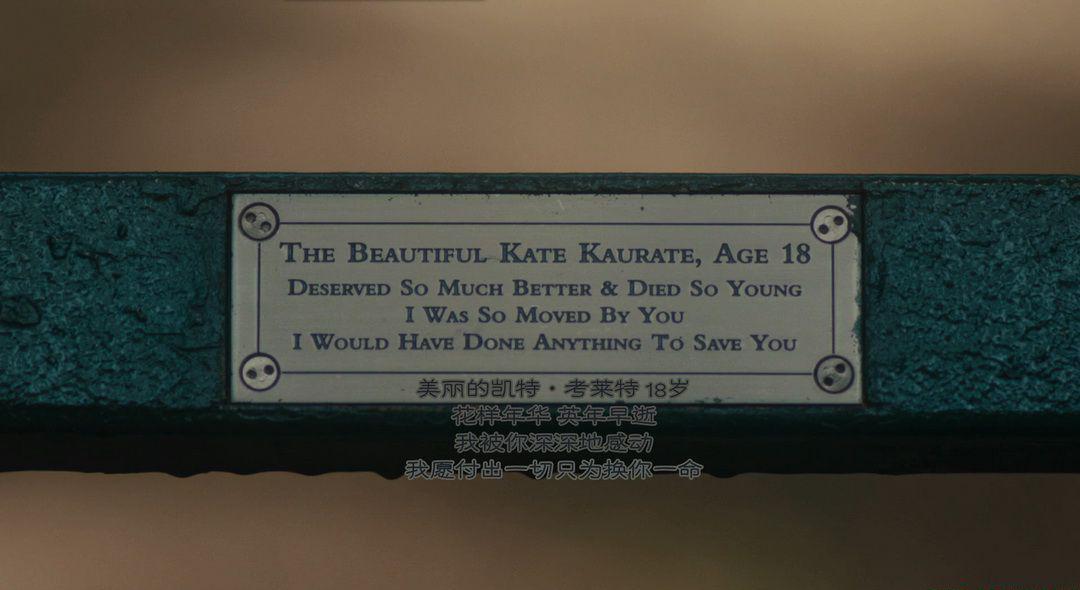 The Beautiful Kate Kaurate, Age 18
Deserved So Much Better & Died So Young
I Was So Moved By You
I Would Have Done Anything To Save You
美丽的凯特·考莱特 18岁
花样年华 英年早逝
我被你深深地感动
我愿付出一切只为换你一命